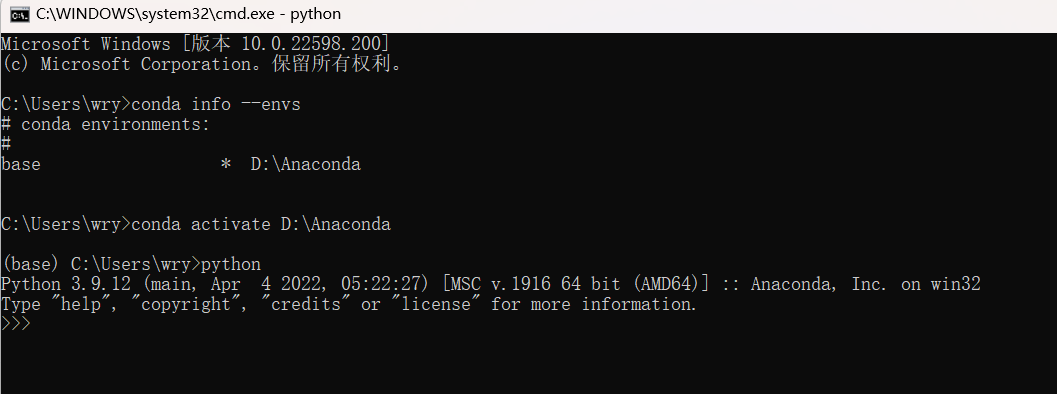 C:\WINDOWS\system32\cmd.exe - python
Microsoft Windows [版本 10.0.22598.200]
(c) Microsoft Corporation。保留所有权利。
C:\Users\wry>conda info --envs
# conda environments:
#
base                  *  D:\Anaconda
C:\Users\wry>conda activate D:\Anaconda
(base) C:\Users\wry>python
Python 3.9.12 (main, Apr  4 2022, 05:22:27) [MSC v.1916 64 bit (AMD64)] :: Anaconda, Inc. on win32
Type "help", "copyright", "credits" or "license" for more information.
>>>